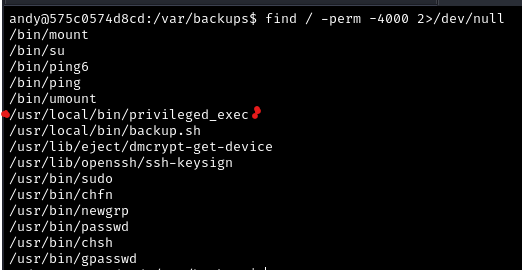 andy@575c0574d8cd:/var/backups$ find / -perm -4000 2>/dev/null
/bin/mount
/bin/su
/bin/ping6
/bin/ping
/bin/umount
/usr/local/bin/privileged_exec
/usr/local/bin/backup.sh
/usr/lib/eject/dmcrypt-get-device
/usr/lib/openssh/ssh-keysign
/usr/bin/sudo
/usr/bin/chfn
/usr/bin/newgrp
/usr/bin/passwd
/usr/bin/chsh
/usr/bin/gpasswd